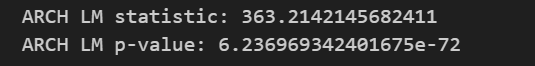 ARCH LM statistic: 363.2142145682411
ARCH LM p-value: 6.236969342401675e-72